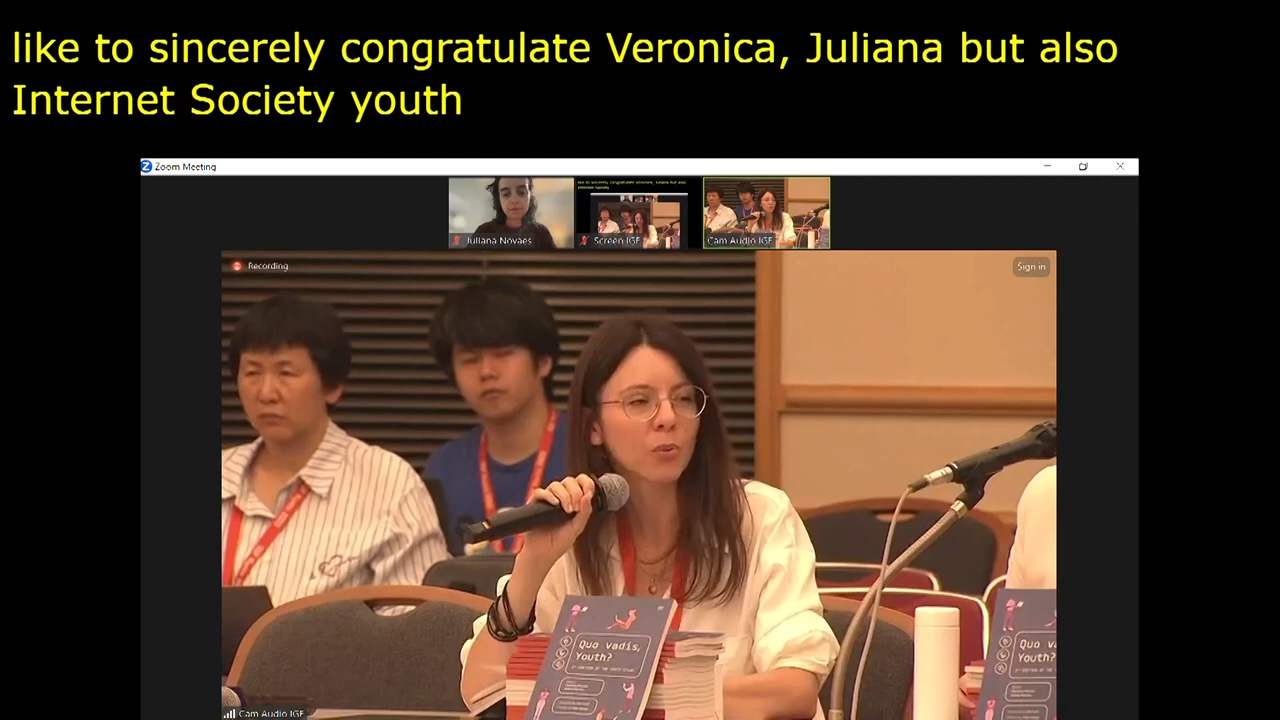 like to sincerely congratulate Veronica, Juliana but also
Internet Society youth
Zoom Meeting
Juliana Novaes
Screen IGF
Cam Audio IGF
Recording
Sign in
Quo vadis,
Youth?
Quo vadis,
Youth?
Cam Audio IGF